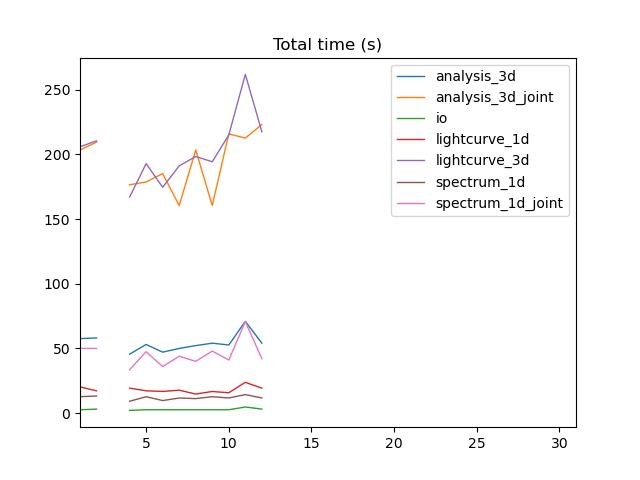 Total time (s)
250
200
150
100
50
0
5
10
15
20
25
30
analysis_3d
analysis_3d_joint
io
lightcurve_1d
lightcurve_3d
spectrum_1d
spectrum_1d_joint